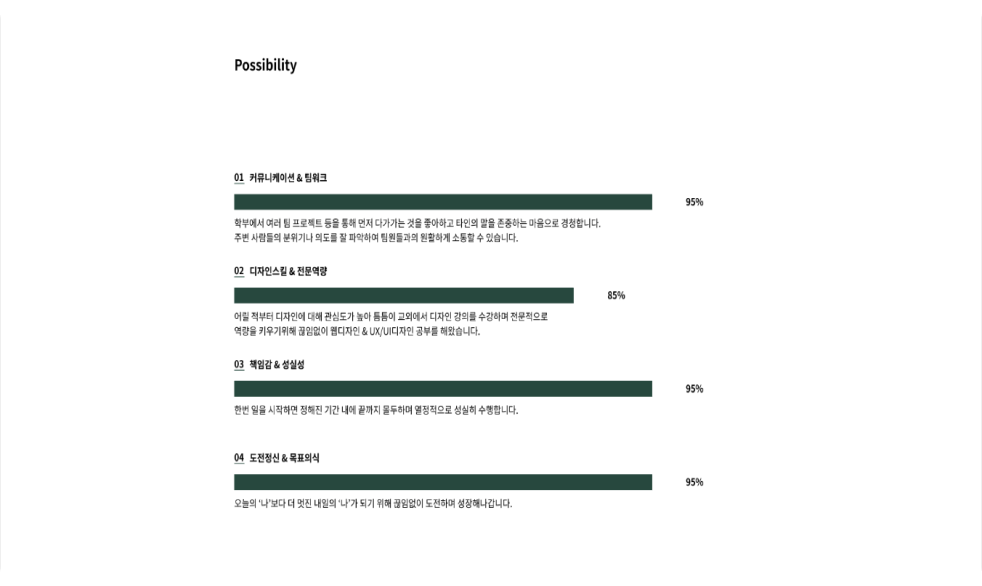 Possibility
01 커뮤니케이션 & 팀워크
95%
학부에서 여러 팀 프로젝트 등을 통해 먼저 다가가는 것을 좋아하고 타인의 말을 존중하는 마음으로 경청합니다.
주변 사람들의 분위기나 의도를 잘 파악하여 팀원들과의 원활하게 소통할 수 있습니다.
02 디자인스킬 & 전문역량
85%
어릴 적부터 디자인에 대해 관심도가 높아 틈틈이 교외에서 디자인 강의를 수강하며 전문적으로
역량을 키우기위해 끊임없이 웹디자인 & UX/UI디자인 공부를 해왔습니다.
03 책임감 & 성실성
95%
한번 일을 시작하면 정해진 기간 내에 끝까지 몰두하며 열정적으로 성실히 수행합니다.
04 도전정신 & 목표의식
95%
오늘의 ‘나’보다 더 멋진 내일의 ‘나’가 되기 위해 끊임없이 도전하며 성장해나갑니다.